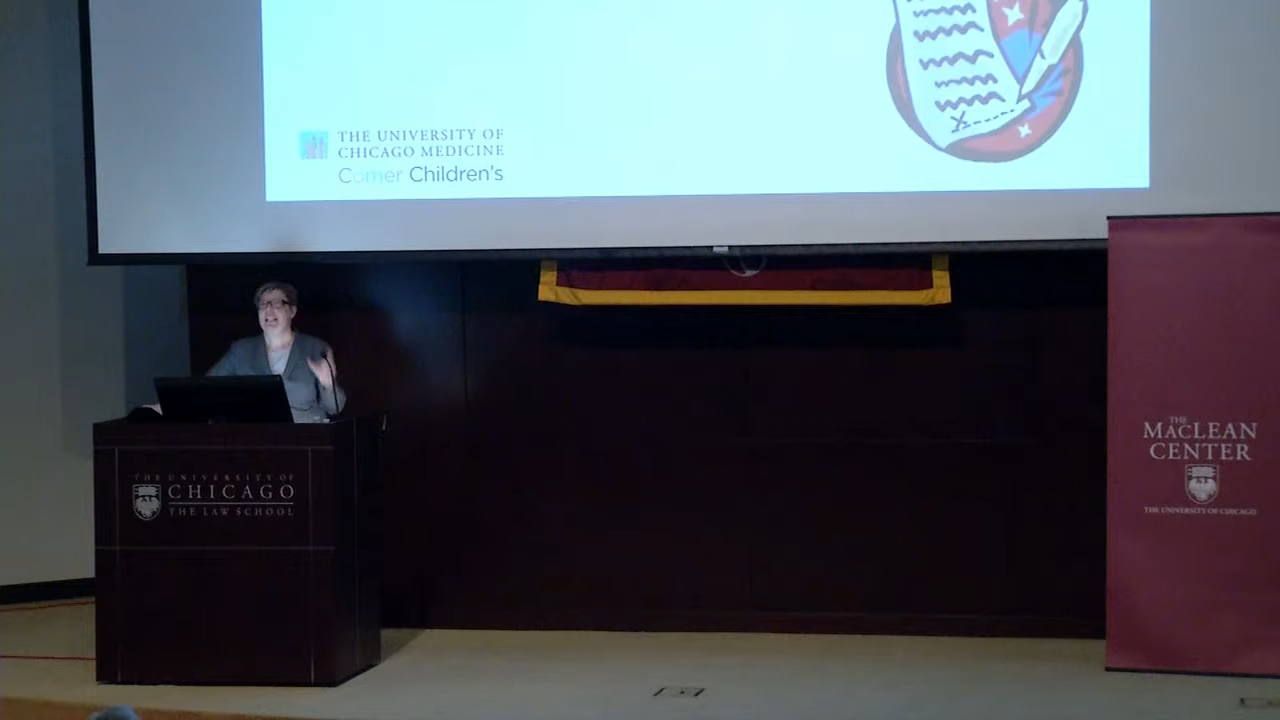 THE UNIVERSITY OF
CHICAGO MEDICINE
Comer Children's
X
THE UNIVERSITY OF
CHICAGO
THE LAW SCHOOL
THE
MACLEAN
CENTER
THE UNIVERSITY OF CHICAGO